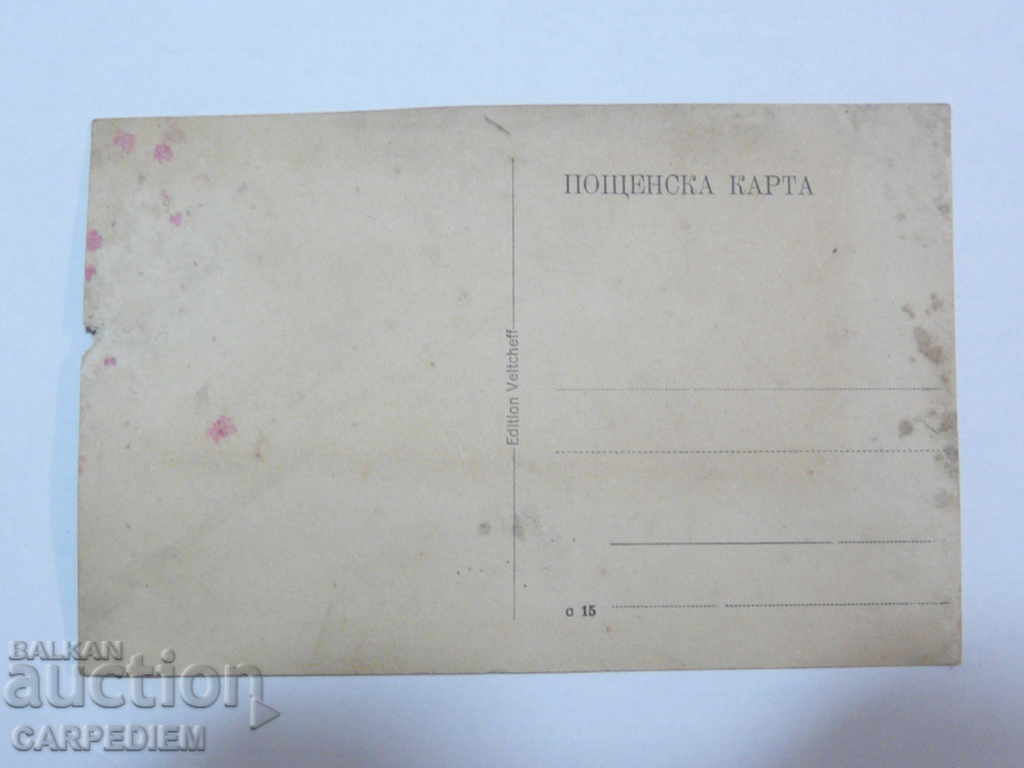 ПОЩЕНСКА КАРТА
Edition Veltcheff
a 15
BALKAN
auction
CARPEDIEM